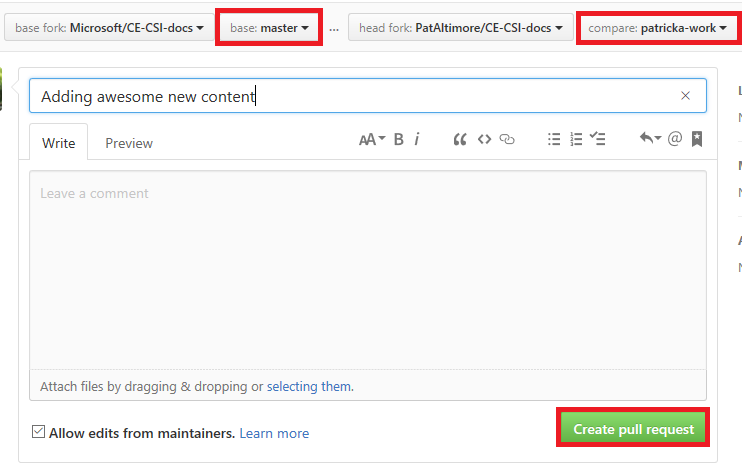 base fork: Microsoft/CE-CSI-docs base: master ... head fork: PatAltimore/CE-CSI-docs compare: patricka-work
Adding awesome new content
Write Preview AA B i
Leave a comment
Attach files by dragging & dropping or selecting them.
Allow edits from maintainers. Learn more
Create pull request